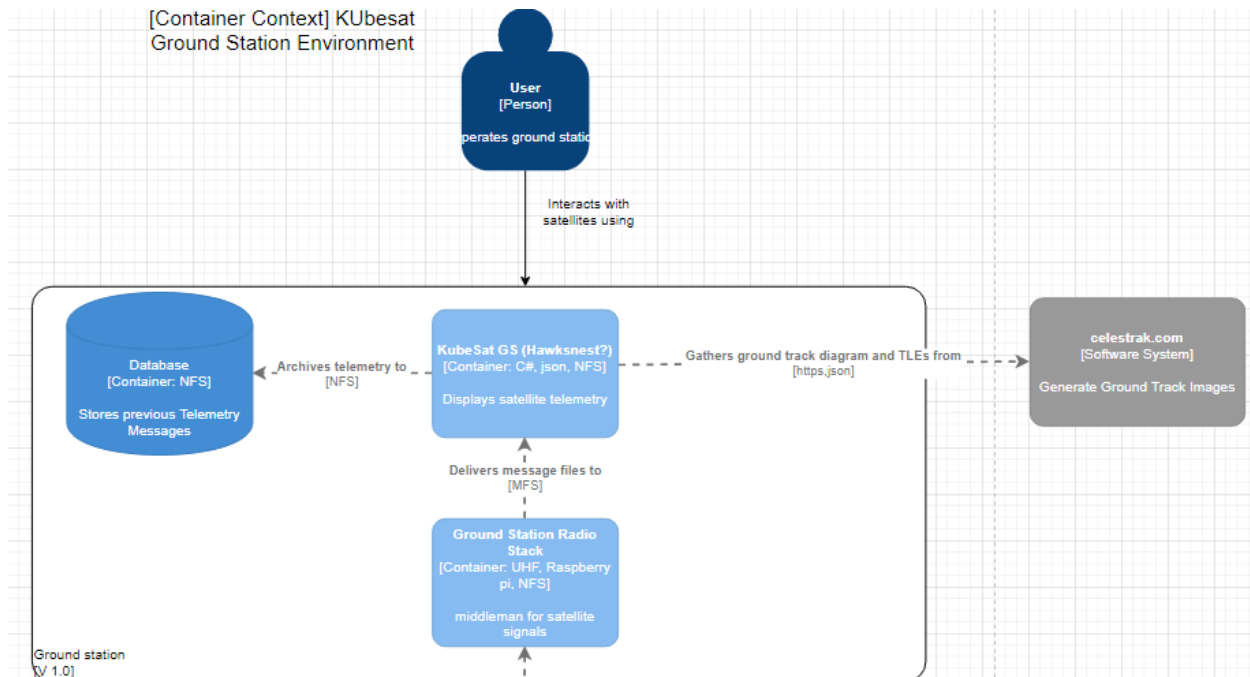 [Container Context] KUbesat
Ground Station Environment
User
[Person]
perates ground static
Interacts with
satellites using
Database
[Container: NFS]
Stores previous Telemetry
Messages
Archives telemetry to
[NFS]
KubeSat GS (Hawksnest?)
[Container: C#, json, NFS]
Displays satellite telemetry
Gathers ground track diagram and TLEs from
[https,json]
celestrak.com
[Software System]
Generate Ground Track Images
Delivers message files to
[MFS]
Ground Station Radio
Stack
[Container: UHF, Raspberry
pi, NFS]
middleman for satellite
signals
Ground station
[V 1.0]